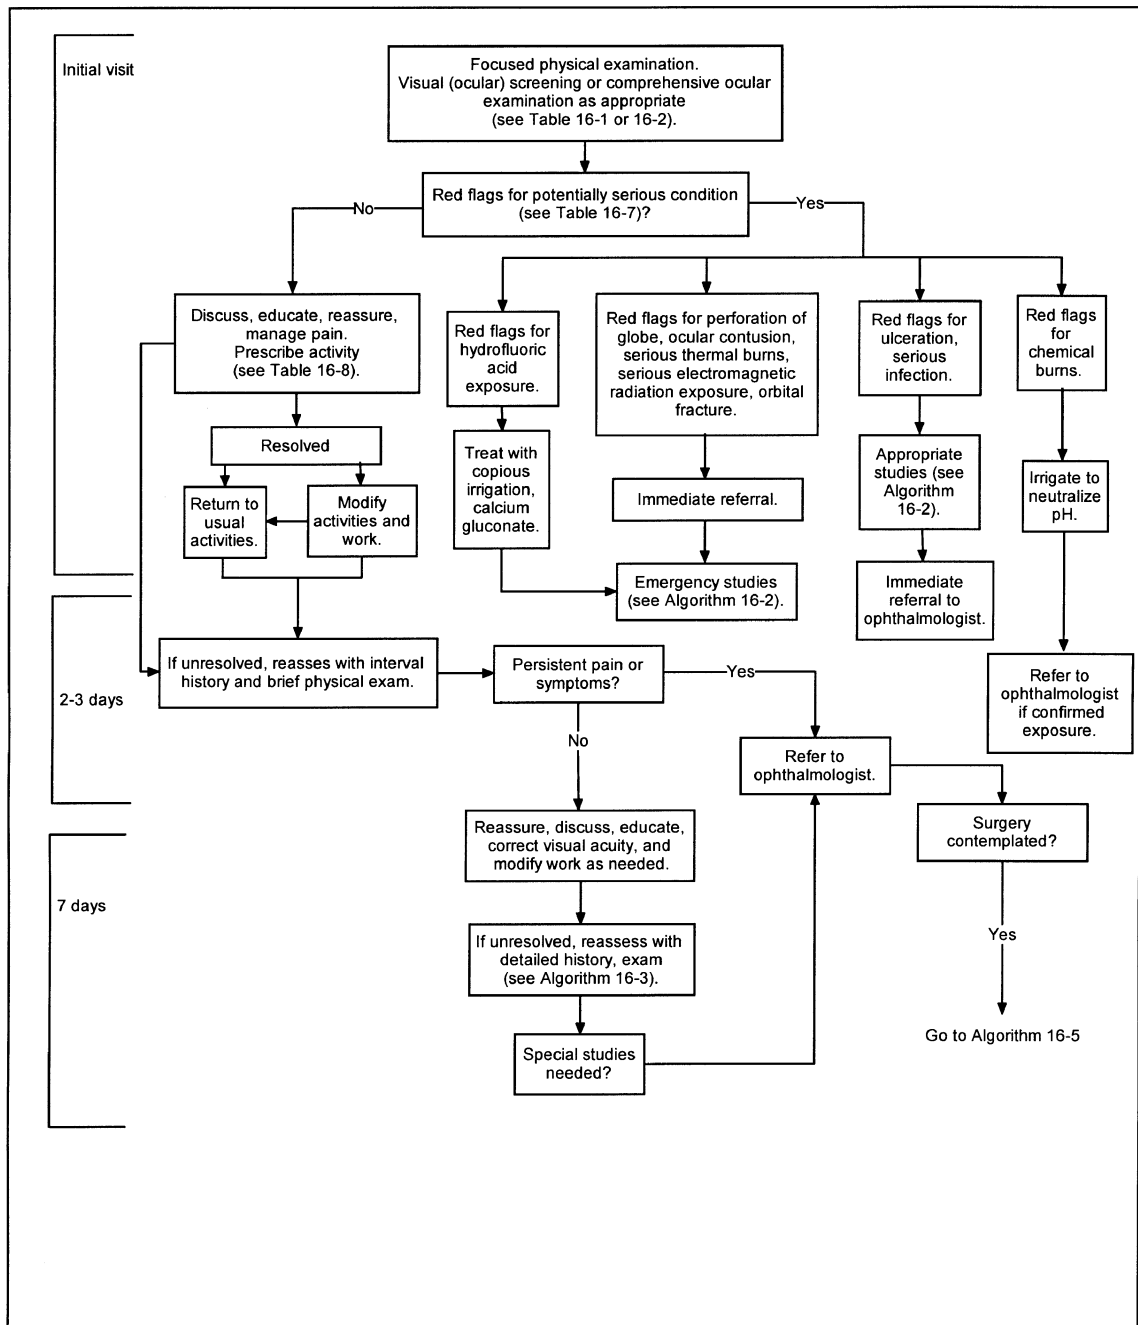 Initial visit
Focused physical examination.
Visual (ocular) screening or comprehensive ocular
examination as appropriate
(see Table 16-1 or 16-2).
Red flags for potentially serious condition
(see Table 16-7)?
No
Yes
Discuss, educate, reassure,
manage pain.
Prescribe activity
(see Table 16-8).
Red flags for
hydrofluoric
acid
exposure.
Red flags for perforation of
globe, ocular contusion,
serious thermal burns,
serious electromagnetic
radiation exposure, orbital
fracture.
Red flags for
ulceration,
serious
infection.
Red flags
for
chemical
burns.
Resolved
Return to
usual
activities.
Modify
activities and
work.
Treat with
copious
irrigation,
calcium
gluconate.
Immediate referral.
Appropriate
studies (see
Algorithm
16-2).
Irrigate to
neutralize
pH.
Emergency studies
(see Algorithm 16-2).
Immediate
referral to
ophthalmologist.
2-3 days
If unresolved, reasses with interval
history and brief physical exam.
Persistent pain or
symptoms?
Yes
No
Refer to
ophthalmologist
if confirmed
exposure.
Refer to
ophthalmologist.
Surgery
contemplated?
7 days
Reassure, discuss, educate,
correct visual acuity, and
modify work as needed.
If unresolved, reassess with
detailed history, exam
(see Algorithm 16-3).
Yes
Special studies
needed?
Go to Algorithm 16-5